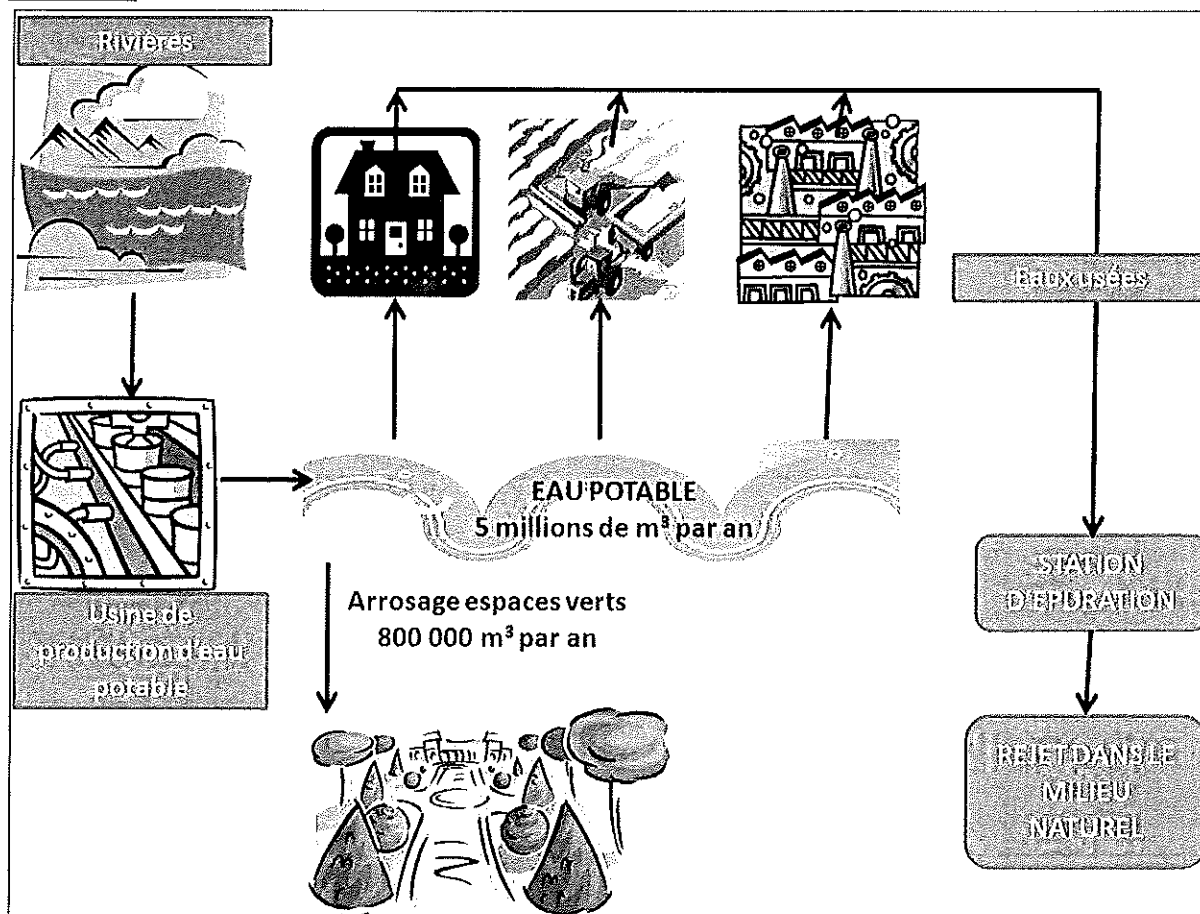 Rivières
Eaux usées
EAU POTABLE
5 millions de m³ par an
Usine de
production d'eau
potable
Arrosage espaces verts
800 000 m³ par an
STATION
D'EPURATION
REJET DANS LE
MILIEU
NATUREL